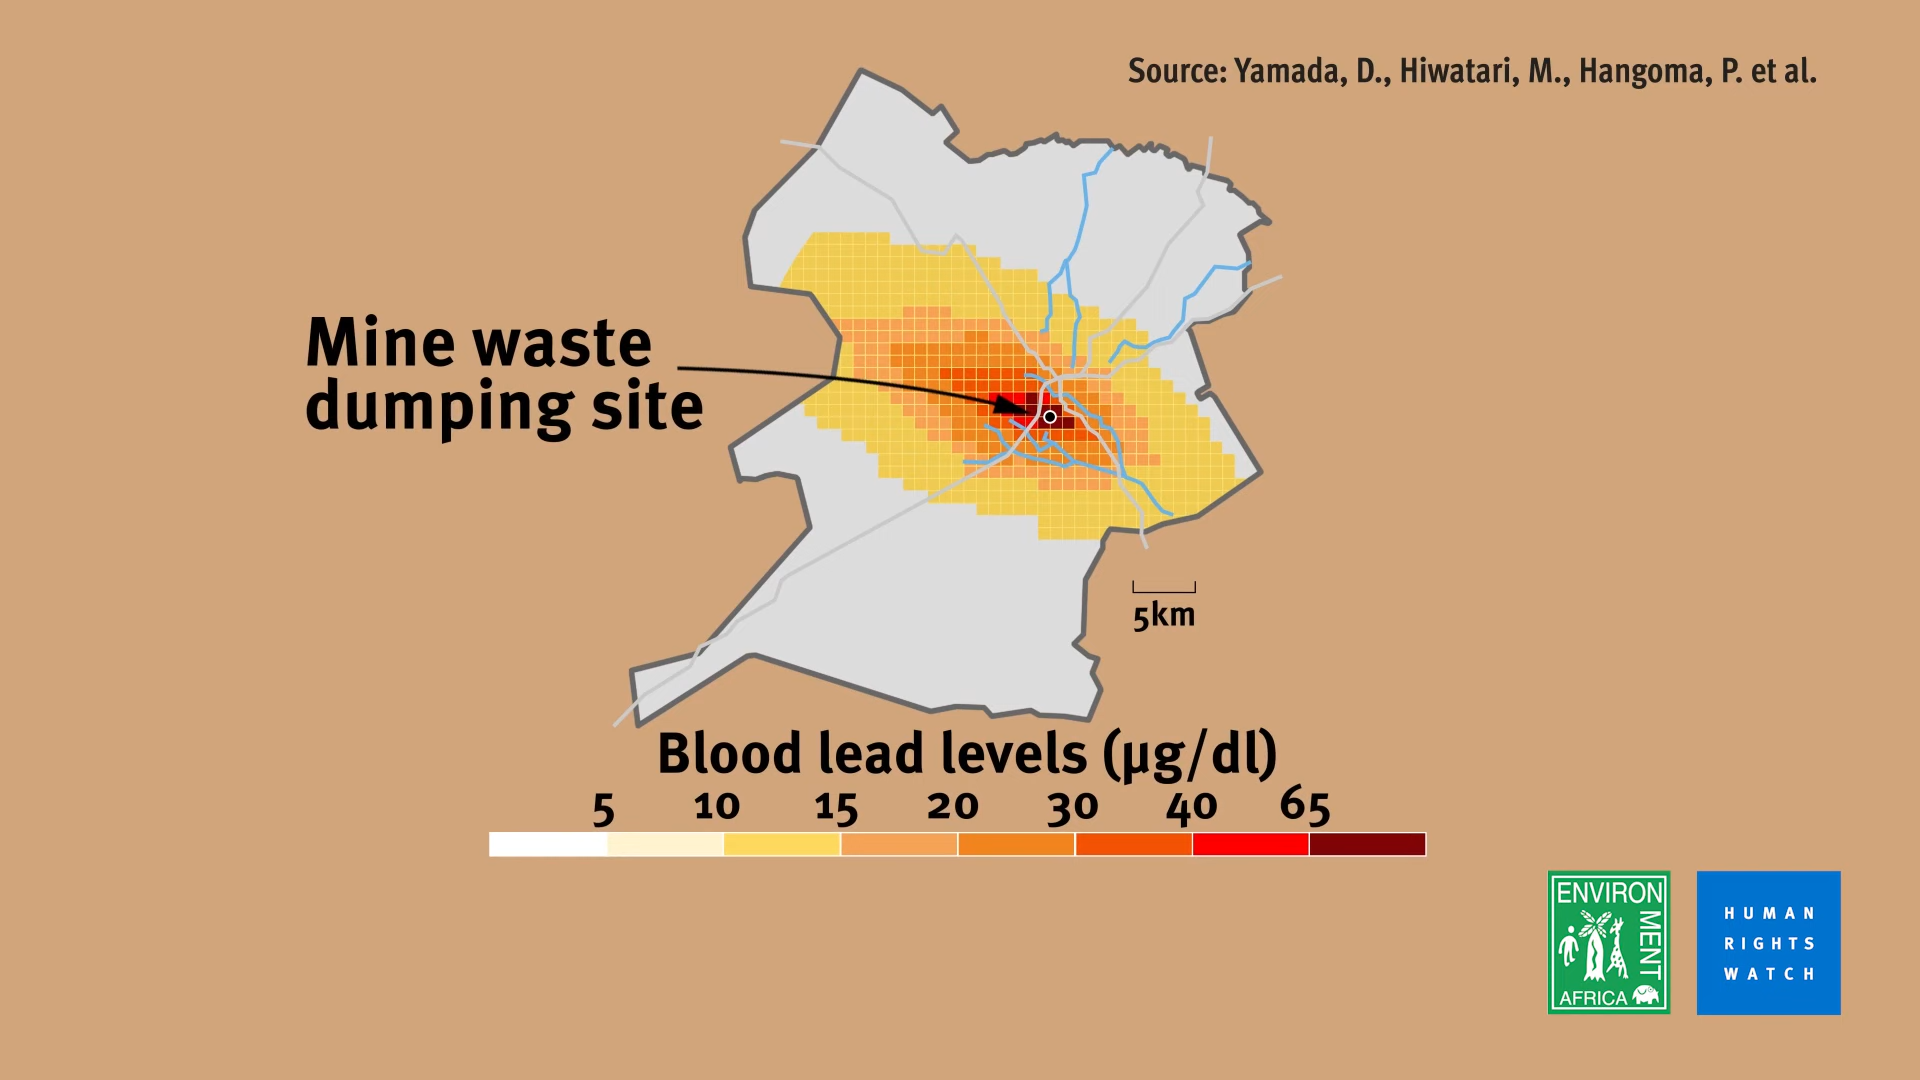 Source: Yamada, D., Hiwatari, M., Hangoma, P. et al.
Mine waste
dumping site
5km
Blood lead levels (µg/dl)
5 10 15 20 30 40 65
ENVIRON
MENT
AFRICA
HUMAN
RIGHTS
WATCH